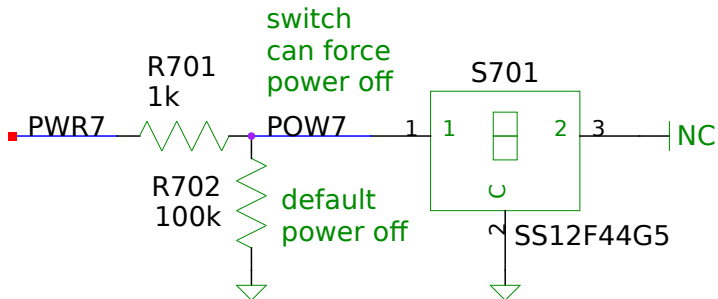 switch
can force
power off
R701
1k
S701
PWR7
POW7
1
1
2
3
NC
R702
100k
default
power off
C
2
SS12F44G5